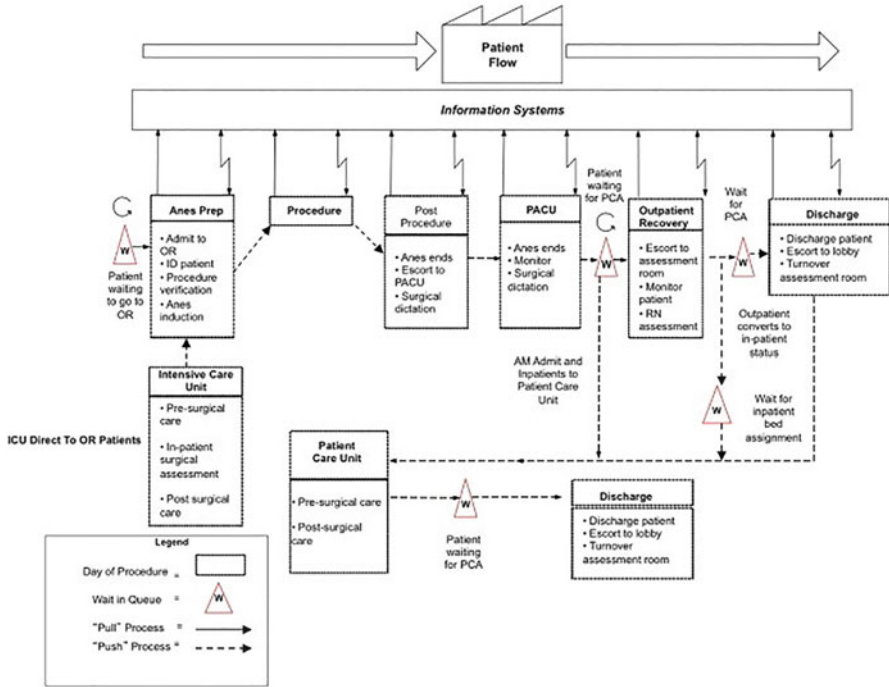 Patient
Flow
Information Systems
Patient
waiting
for PCA
Wait
for
PCA
W
Patient
waiting
to go to
OR
Anes Prep
• Admit to
OR
• ID patient
• Procedure
verification
• Anes
induction
Procedure
Post
Procedure
• Anes ends
• Escort to
PACU
• Surgical
dictation
PACU
• Anes ends
• Monitor
• Surgical
dictation
W
Outpatient
Recovery
• Escort to
assessment
room
• Monitor
patient
• RN
assessment
W
Discharge
• Discharge patient
• Escort to lobby
• Turnover
assessment room
Outpatient
converts to
in-patient
status
AM Admit and
Inpatients to
Patient Care
Unit
W
Wait for
inpatient
bed
assignment
ICU Direct To OR Patients
Intensive Care
Unit
• Pre-surgical
care
• In-patient
surgical
assessment
• Post surgical
care
Patient
Care Unit
• Pre-surgical care
• Post-surgical
care
W
Patient
waiting
for PCA
Discharge
• Discharge patient
• Escort to lobby
• Turnover
assessment room
Legend
Day of Procedure =
Wait in Queue = W
"Pull" Process =
"Push" Process =